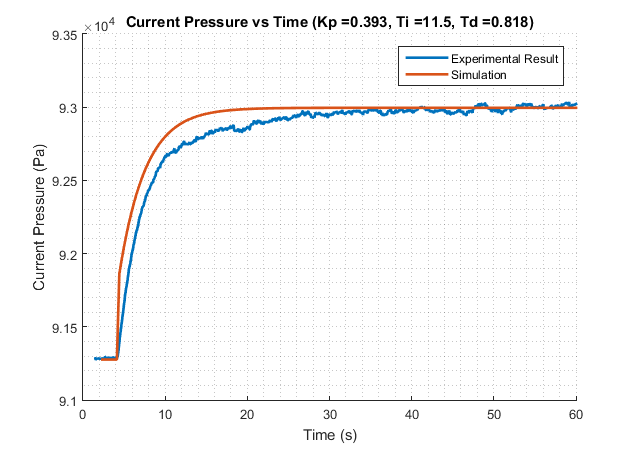 ×10⁴
Current Pressure vs Time (Kp =0.393, Ti =11.5, Td =0.818)
9.35
9.3
9.25
9.2
9.15
9.1
Current Pressure (Pa)
Experimental Result
Simulation
0 10 20 30 40 50 60
Time (s)